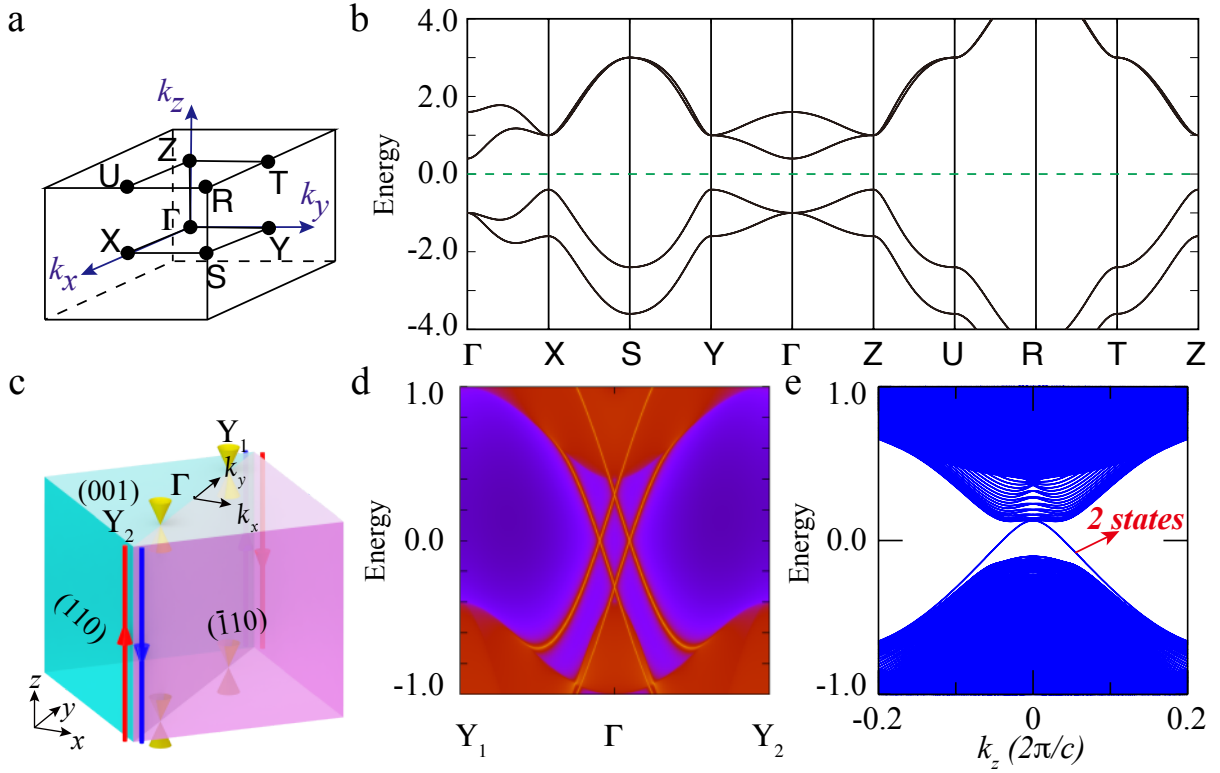 a
k_z
Z
U
T
R
Γ
k_y
X
Y
k_x
S
b
4.0
2.0
0.0
-2.0
-4.0
Energy
Γ X S Y Γ Z U R T Z
c
Y_1
(001)
Γ
k_y
Y_2
k_x
(110)
(1̄10)
z
y
x
d
1.0
0.0
-1.0
Energy
Y_1 Γ Y_2
e
1.0
0.0
-1.0
Energy
2 states
-0.2 0 0.2
k_z (2π/c)